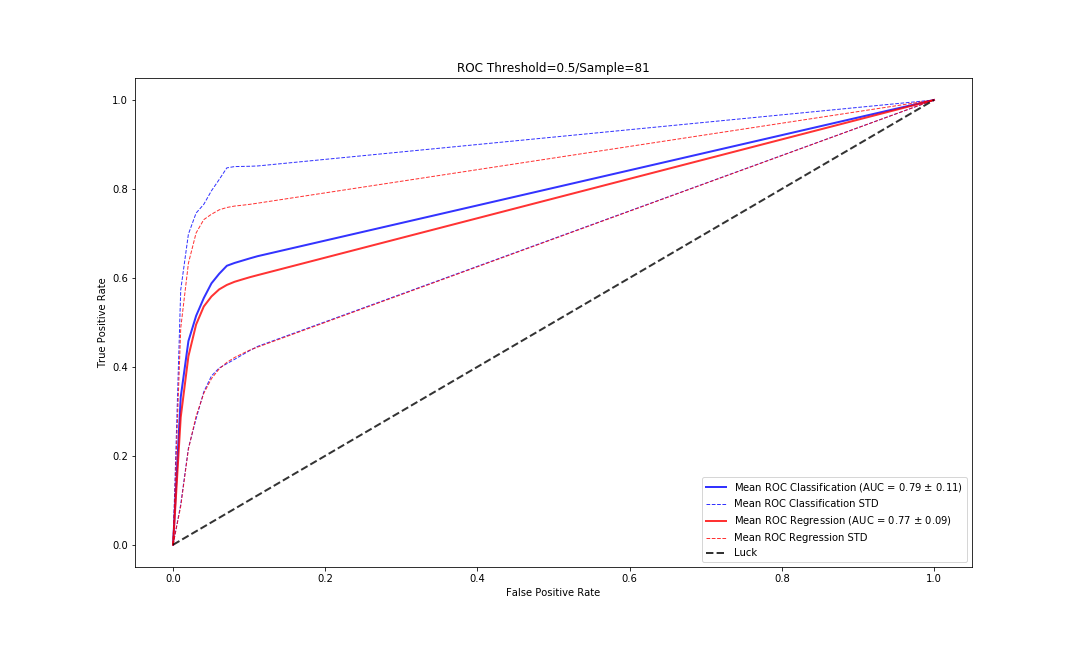 ROC Threshold=0.5/Sample=81
True Positive Rate
1.0
0.8
0.6
0.4
0.2
0.0
0.0 0.2 0.4 0.6 0.8 1.0
False Positive Rate
Mean ROC Classification (AUC = 0.79 ± 0.11)
Mean ROC Classification STD
Mean ROC Regression (AUC = 0.77 ± 0.09)
Mean ROC Regression STD
Luck